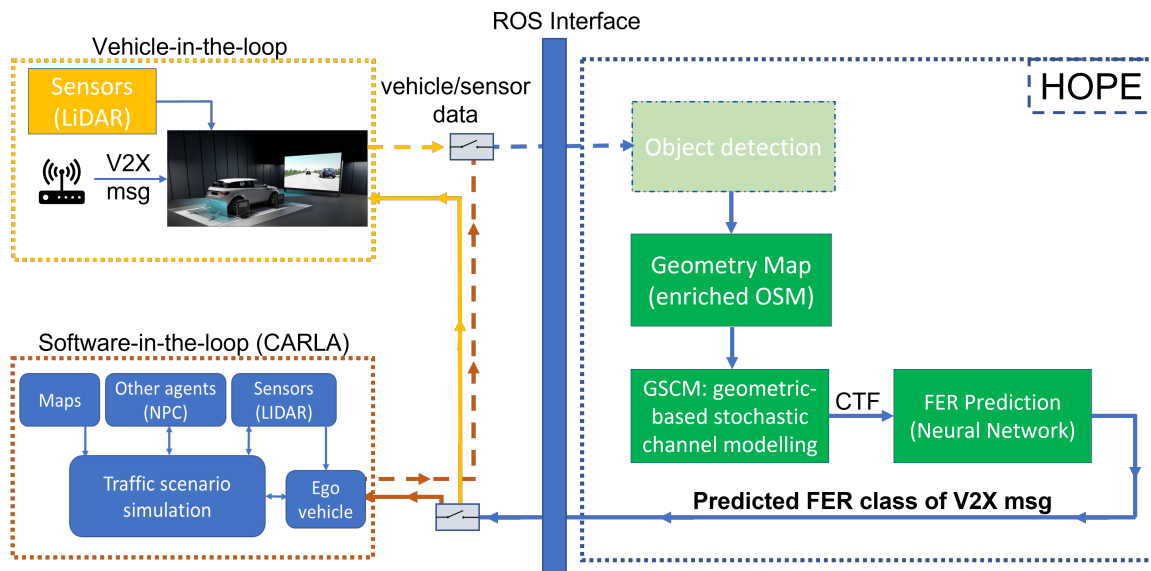 ROS Interface
Vehicle-in-the-loop
Sensors
(LiDAR)
V2X
msg
vehicle/sensor
data
HOPE
Object detection
Geometry Map
(enriched OSM)
GSCM: geometric-
based stochastic
channel modelling
CTF
FER Prediction
(Neural Network)
Predicted FER class of V2X msg
Software-in-the-loop (CARLA)
Maps
Other agents
(NPC)
Sensors
(LIDAR)
Traffic scenario
simulation
Ego
vehicle